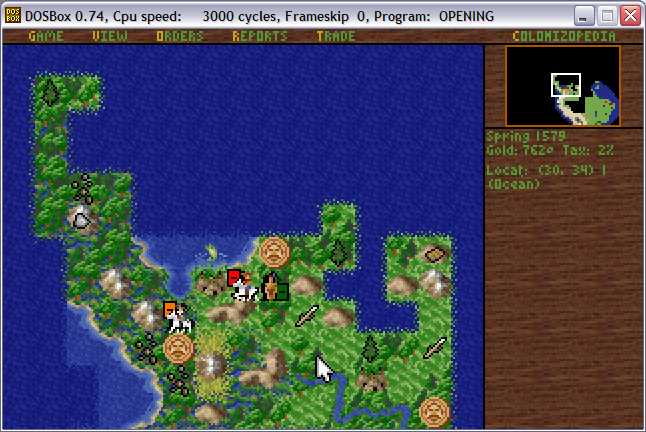 DOSBox 0.74, Cpu speed: 3000 cycles, Frameskip 0, Program: OPENING
GAME VIEW ORDERS REPORTS TRADE COLONIZOPEDIA
Spring 1579
Gold: 762 Tax: 2%
Locat: (30, 34) 1
(Ocean)